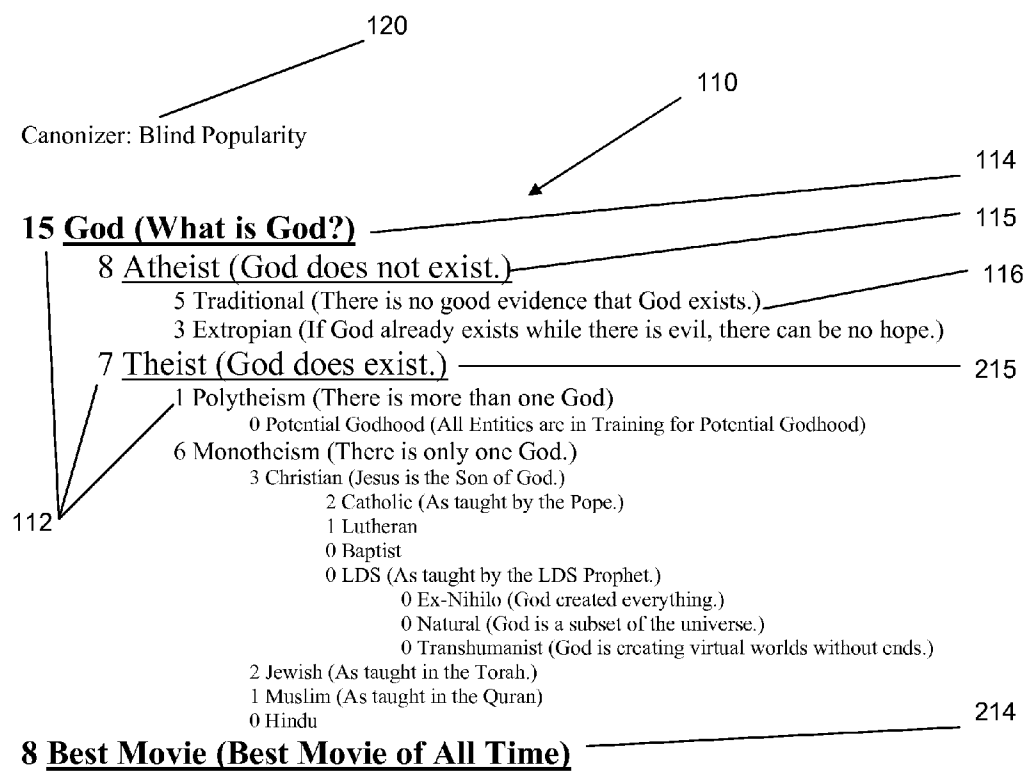 120
110
Canonizer: Blind Popularity
114
15 God (What is God?)
115
8 Atheist (God does not exist.)
116
5 Traditional (There is no good evidence that God exists.)
3 Extropian (If God already exists while there is evil, there can be no hope.)
7 Theist (God does exist.)
215
1 Polytheism (There is more than one God)
0 Potential Godhood (All Entities are in Training for Potential Godhood)
6 Monotheism (There is only one God.)
3 Christian (Jesus is the Son of God.)
2 Catholic (As taught by the Pope.)
112
1 Lutheran
0 Baptist
0 LDS (As taught by the LDS Prophet.)
0 Ex-Nihilo (God created everything.)
0 Natural (God is a subset of the universe.)
0 Transhumanist (God is creating virtual worlds without ends.)
2 Jewish (As taught in the Torah.)
1 Muslim (As taught in the Quran)
0 Hindu
214
8 Best Movie (Best Movie of All Time)